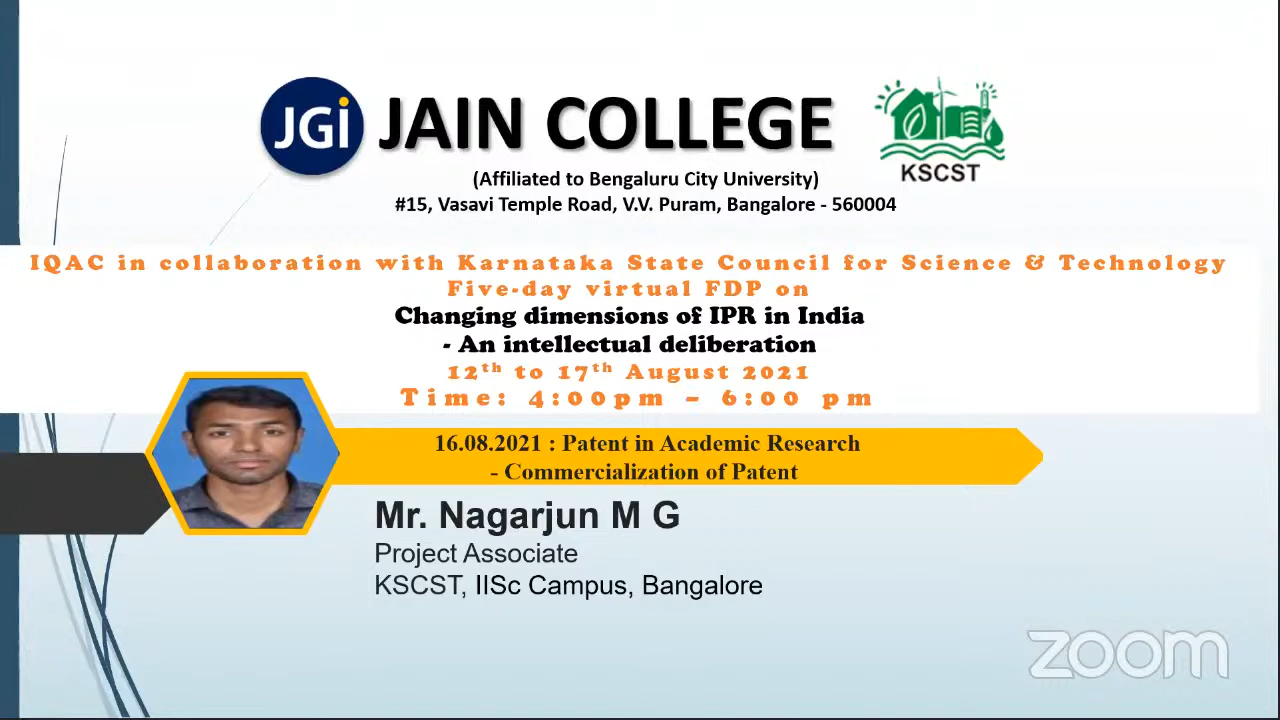 JGi JAIN COLLEGE
KSCST
(Affiliated to Bengaluru City University)
#15, Vasavi Temple Road, V.V. Puram, Bangalore - 560004
IQAC in collaboration with Karnataka State Council for Science & Technology
Five-day virtual FDP on
Changing dimensions of IPR in India
- An intellectual deliberation
12th to 17th August 2021
Time: 4:00pm – 6:00 pm
16.08.2021 : Patent in Academic Research
- Commercialization of Patent
Mr. Nagarjun M G
Project Associate
KSCST, IISc Campus, Bangalore
zoom